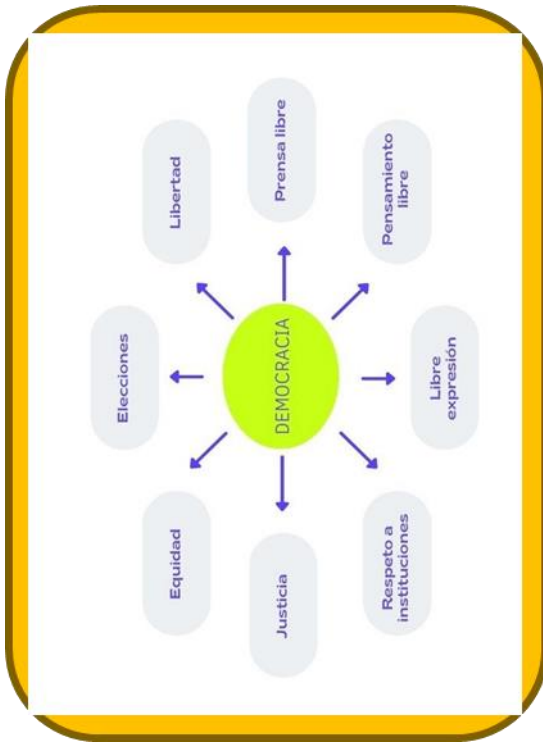 Elecciones
Equidad
Libertad
Justicia
DEMOCRACIA
Prensa libre
Respeto a
instituciones
Pensamiento
libre
Libre
expresión